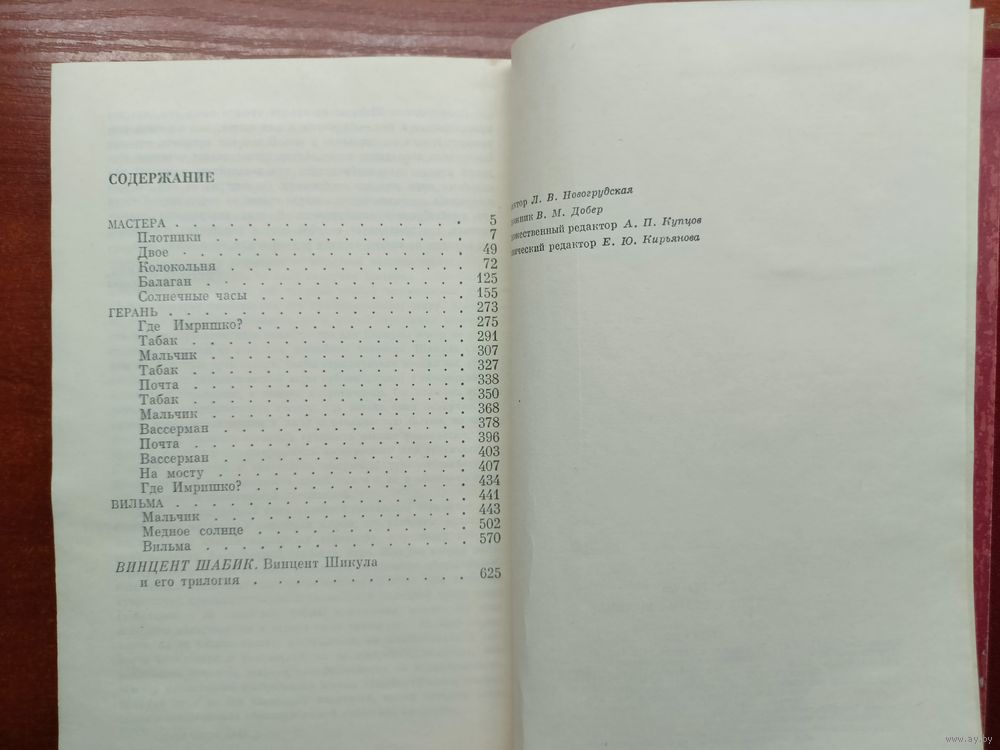 СОДЕРЖАНИЕ
МАСТЕРА . . . 5
Плотники . . . 7
Двое . . . 49
Колокольня . . . 72
Балаган . . . 125
Солнечные часы . . . 155
ГЕРАНЬ . . . 273
Где Имришко? . . . 275
Табак . . . 291
Мальчик . . . 307
Табак . . . 327
Почта . . . 338
Табак . . . 350
Мальчик . . . 368
Вассерман . . . 378
Почта . . . 396
Вассерман . . . 403
На мосту . . . 407
Где Имришко? . . . 434
ВИЛЬМА . . . 441
Мальчик . . . 443
Медное солнце . . . 502
Вильма . . . 570
ВИНЦЕНТ ШАБИК. Винцент Шикула
и его трилогия . . . 625
Л. В. Новогрудская
В. М. Добер
редактор А. П. Купцов
редактор Е. Ю. Кирьянова
www.ay.by